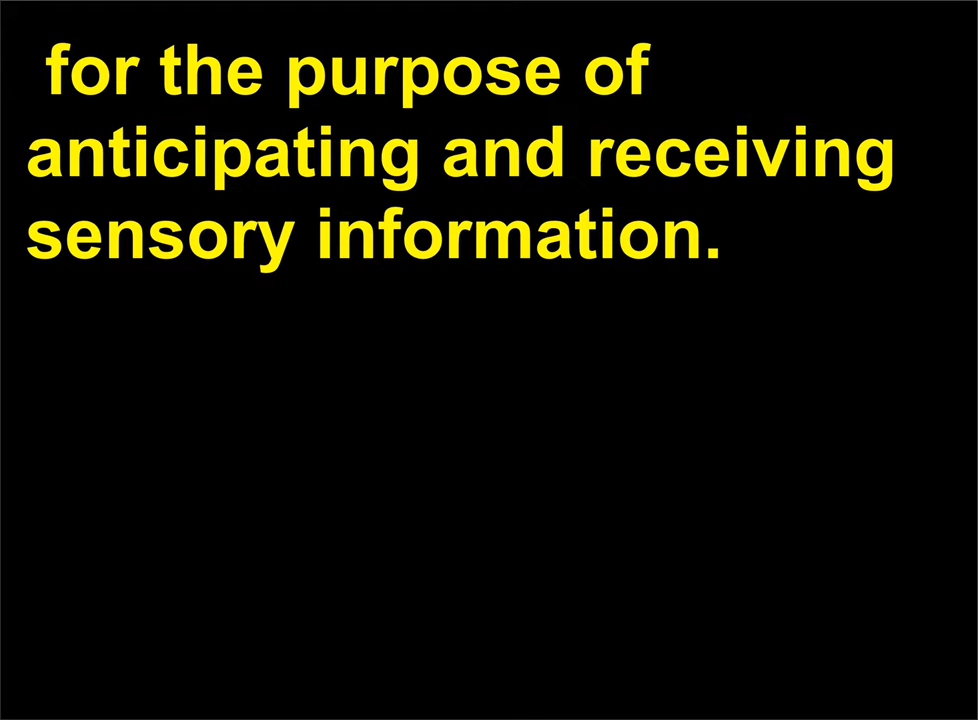 for the purpose of
anticipating and receiving
sensory information.